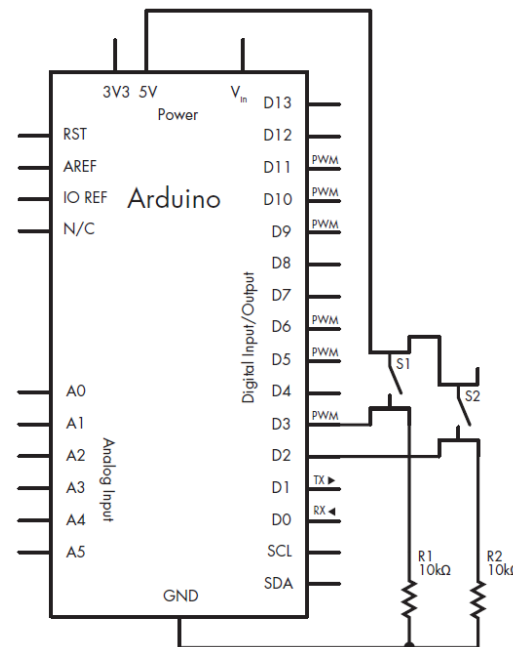 3V3 5V Vin
Power
RST
AREF
IO REF
N/C
Arduino
A0
A1
A2
A3
A4
A5
Analog Input
D13
D12
D11 PWM
D10 PWM
D9 PWM
D8
D7
D6 PWM
D5 PWM
D4
D3 PWM
D2
D1 TX ▶
D0 RX ◀
SCL
SDA
Digital Input/Output
GND
S1
S2
R1
10kΩ
R2
10kΩ